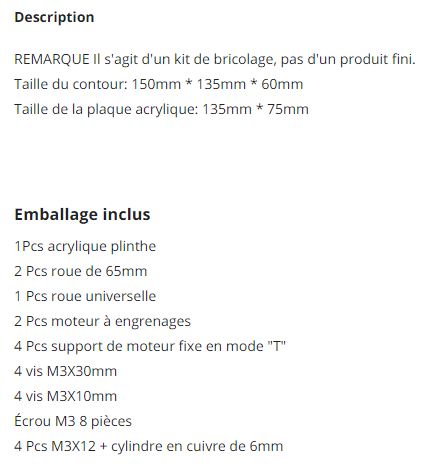 Description
REMARQUE Il s'agit d'un kit de bricolage, pas d'un produit fini.
Taille du contour: 150mm * 135mm * 60mm
Taille de la plaque acrylique: 135mm * 75mm
Emballage inclus
1Pcs acrylique plinthe
2 Pcs roue de 65mm
1 Pcs roue universelle
2 Pcs moteur à engrenages
4 Pcs support de moteur fixe en mode "T"
4 vis M3X30mm
4 vis M3X10mm
Écrou M3 8 pièces
4 Pcs M3X12 + cylindre en cuivre de 6mm